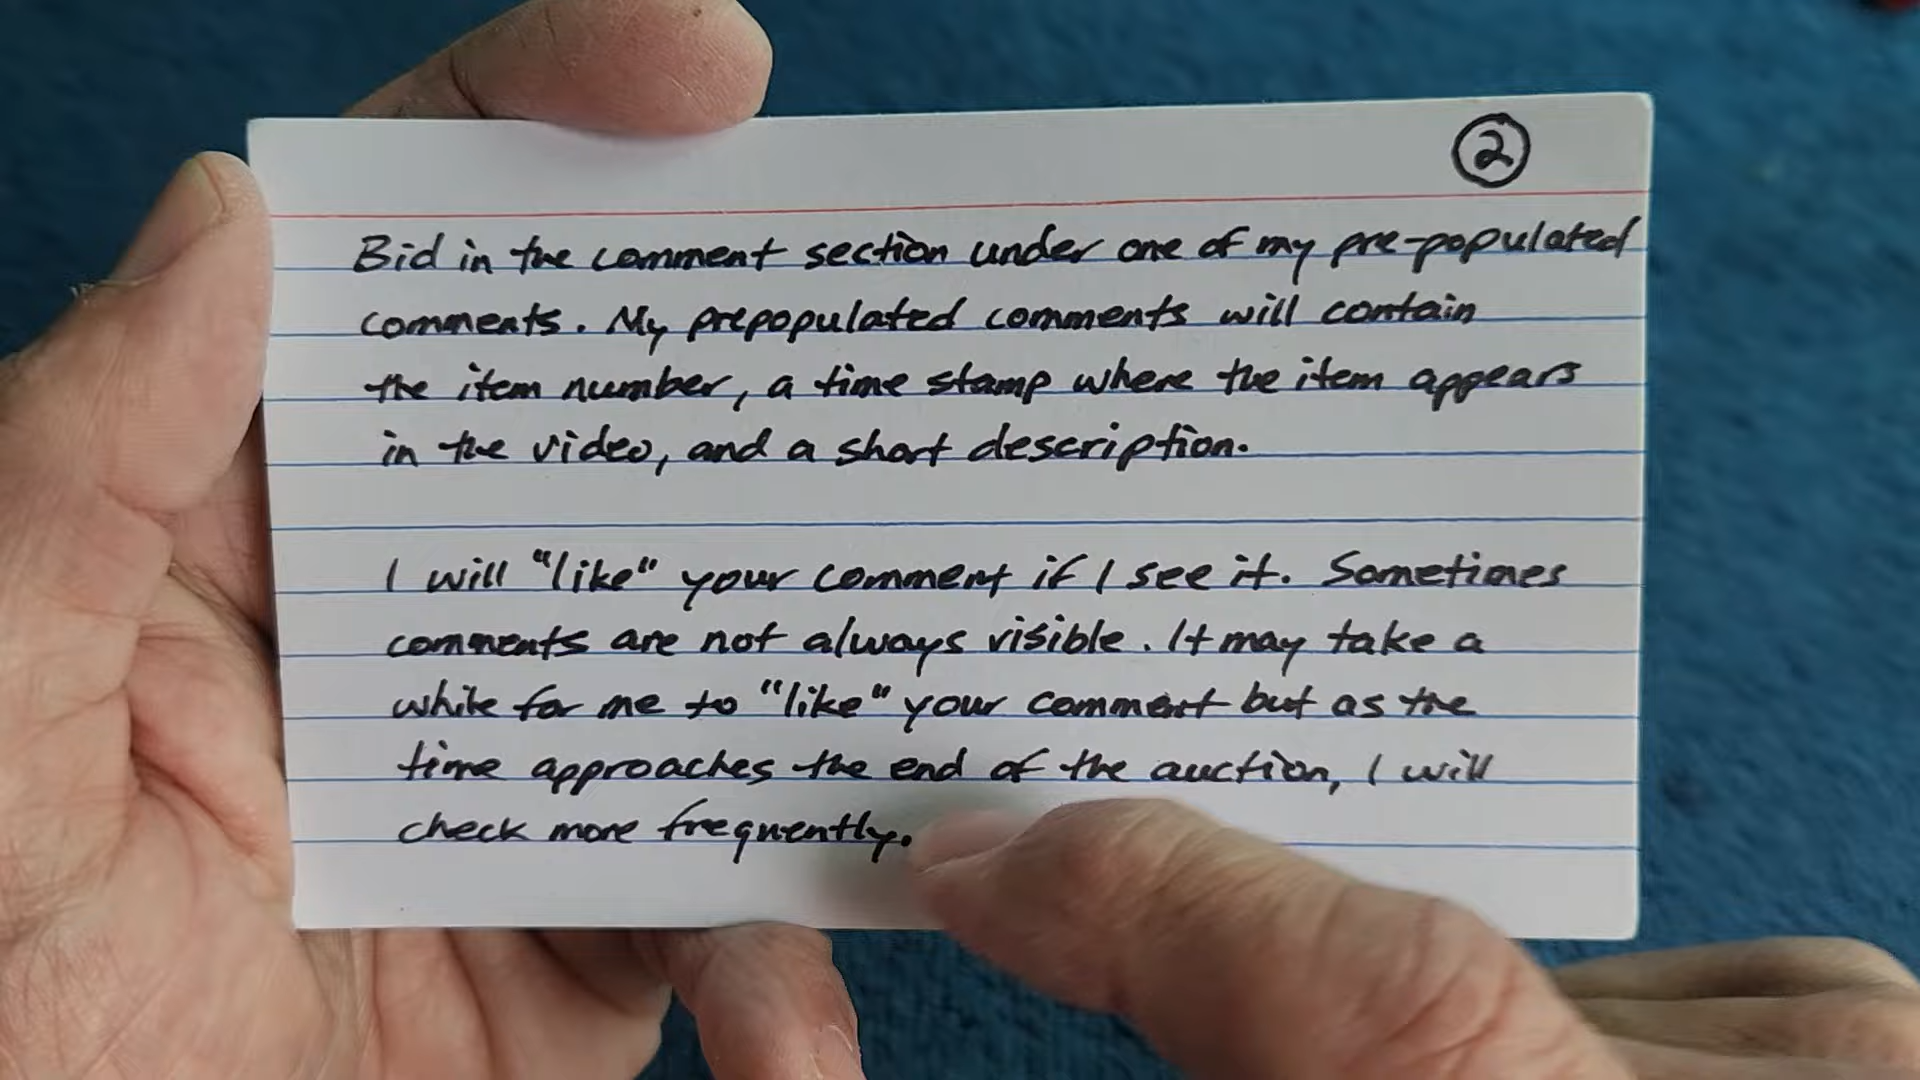 2
Bid in the comment section under one of my pre-populated
comments. My prepopulated comments will contain
the item number, a time stamp where the item appears
in the video, and a short description.
I will "like" your comment if I see it. Sometimes
comments are not always visible. It may take a
while for me to "like" your comment but as the
time approaches the end of the auction, I will
check more frequently.